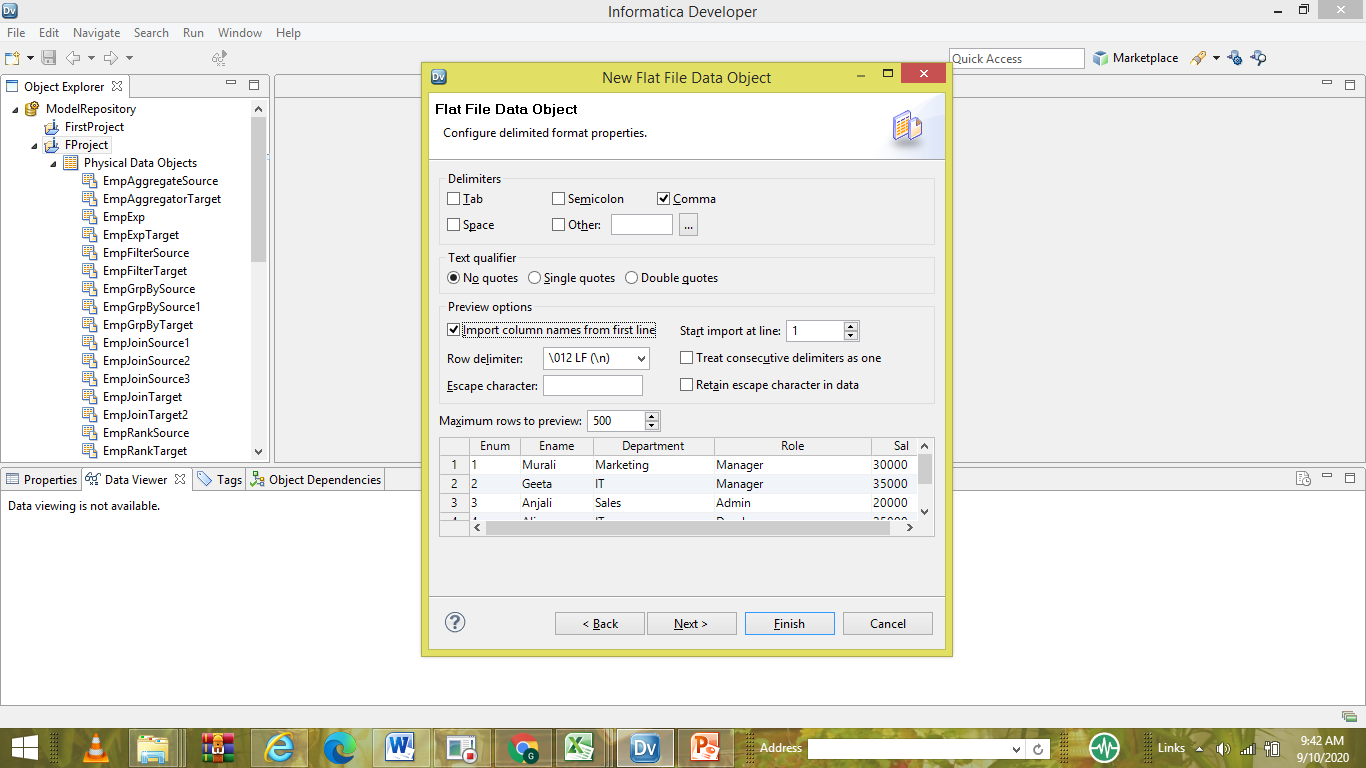 Dv
Informatica Developer
File Edit Navigate Search Run Window Help
Quick Access
Marketplace
Object Explorer
ModelRepository
FirstProject
FProject
Physical Data Objects
EmpAggregateSource
EmpAggregatorTarget
EmpExp
EmpExpTarget
EmpFilterSource
EmpFilterTarget
EmpGrpBySource
EmpGrpBySource1
EmpGrpByTarget
EmpJoinSource1
EmpJoinSource2
EmpJoinSource3
EmpJoinTarget
EmpJoinTarget2
EmpRankSource
EmpRankTarget
Dv
New Flat File Data Object
Flat File Data Object
Configure delimited format properties.
Delimiters
Tab Semicolon Comma
Space Other: ...
Text qualifier
No quotes Single quotes Double quotes
Preview options
Import column names from first line
Start import at line: 1
Row delimiter: \012 LF (\n)
Treat consecutive delimiters as one
Escape character:
Retain escape character in data
Maximum rows to preview: 500
Enum Ename Department Role Sal
1 1 Murali Marketing Manager 30000
2 2 Geeta IT Manager 35000
3 3 Anjali Sales Admin 20000
? < Back Next > Finish Cancel
Properties Data Viewer Tags Object Dependencies
Data viewing is not available.
Address
Links
9:42 AM
9/10/2020